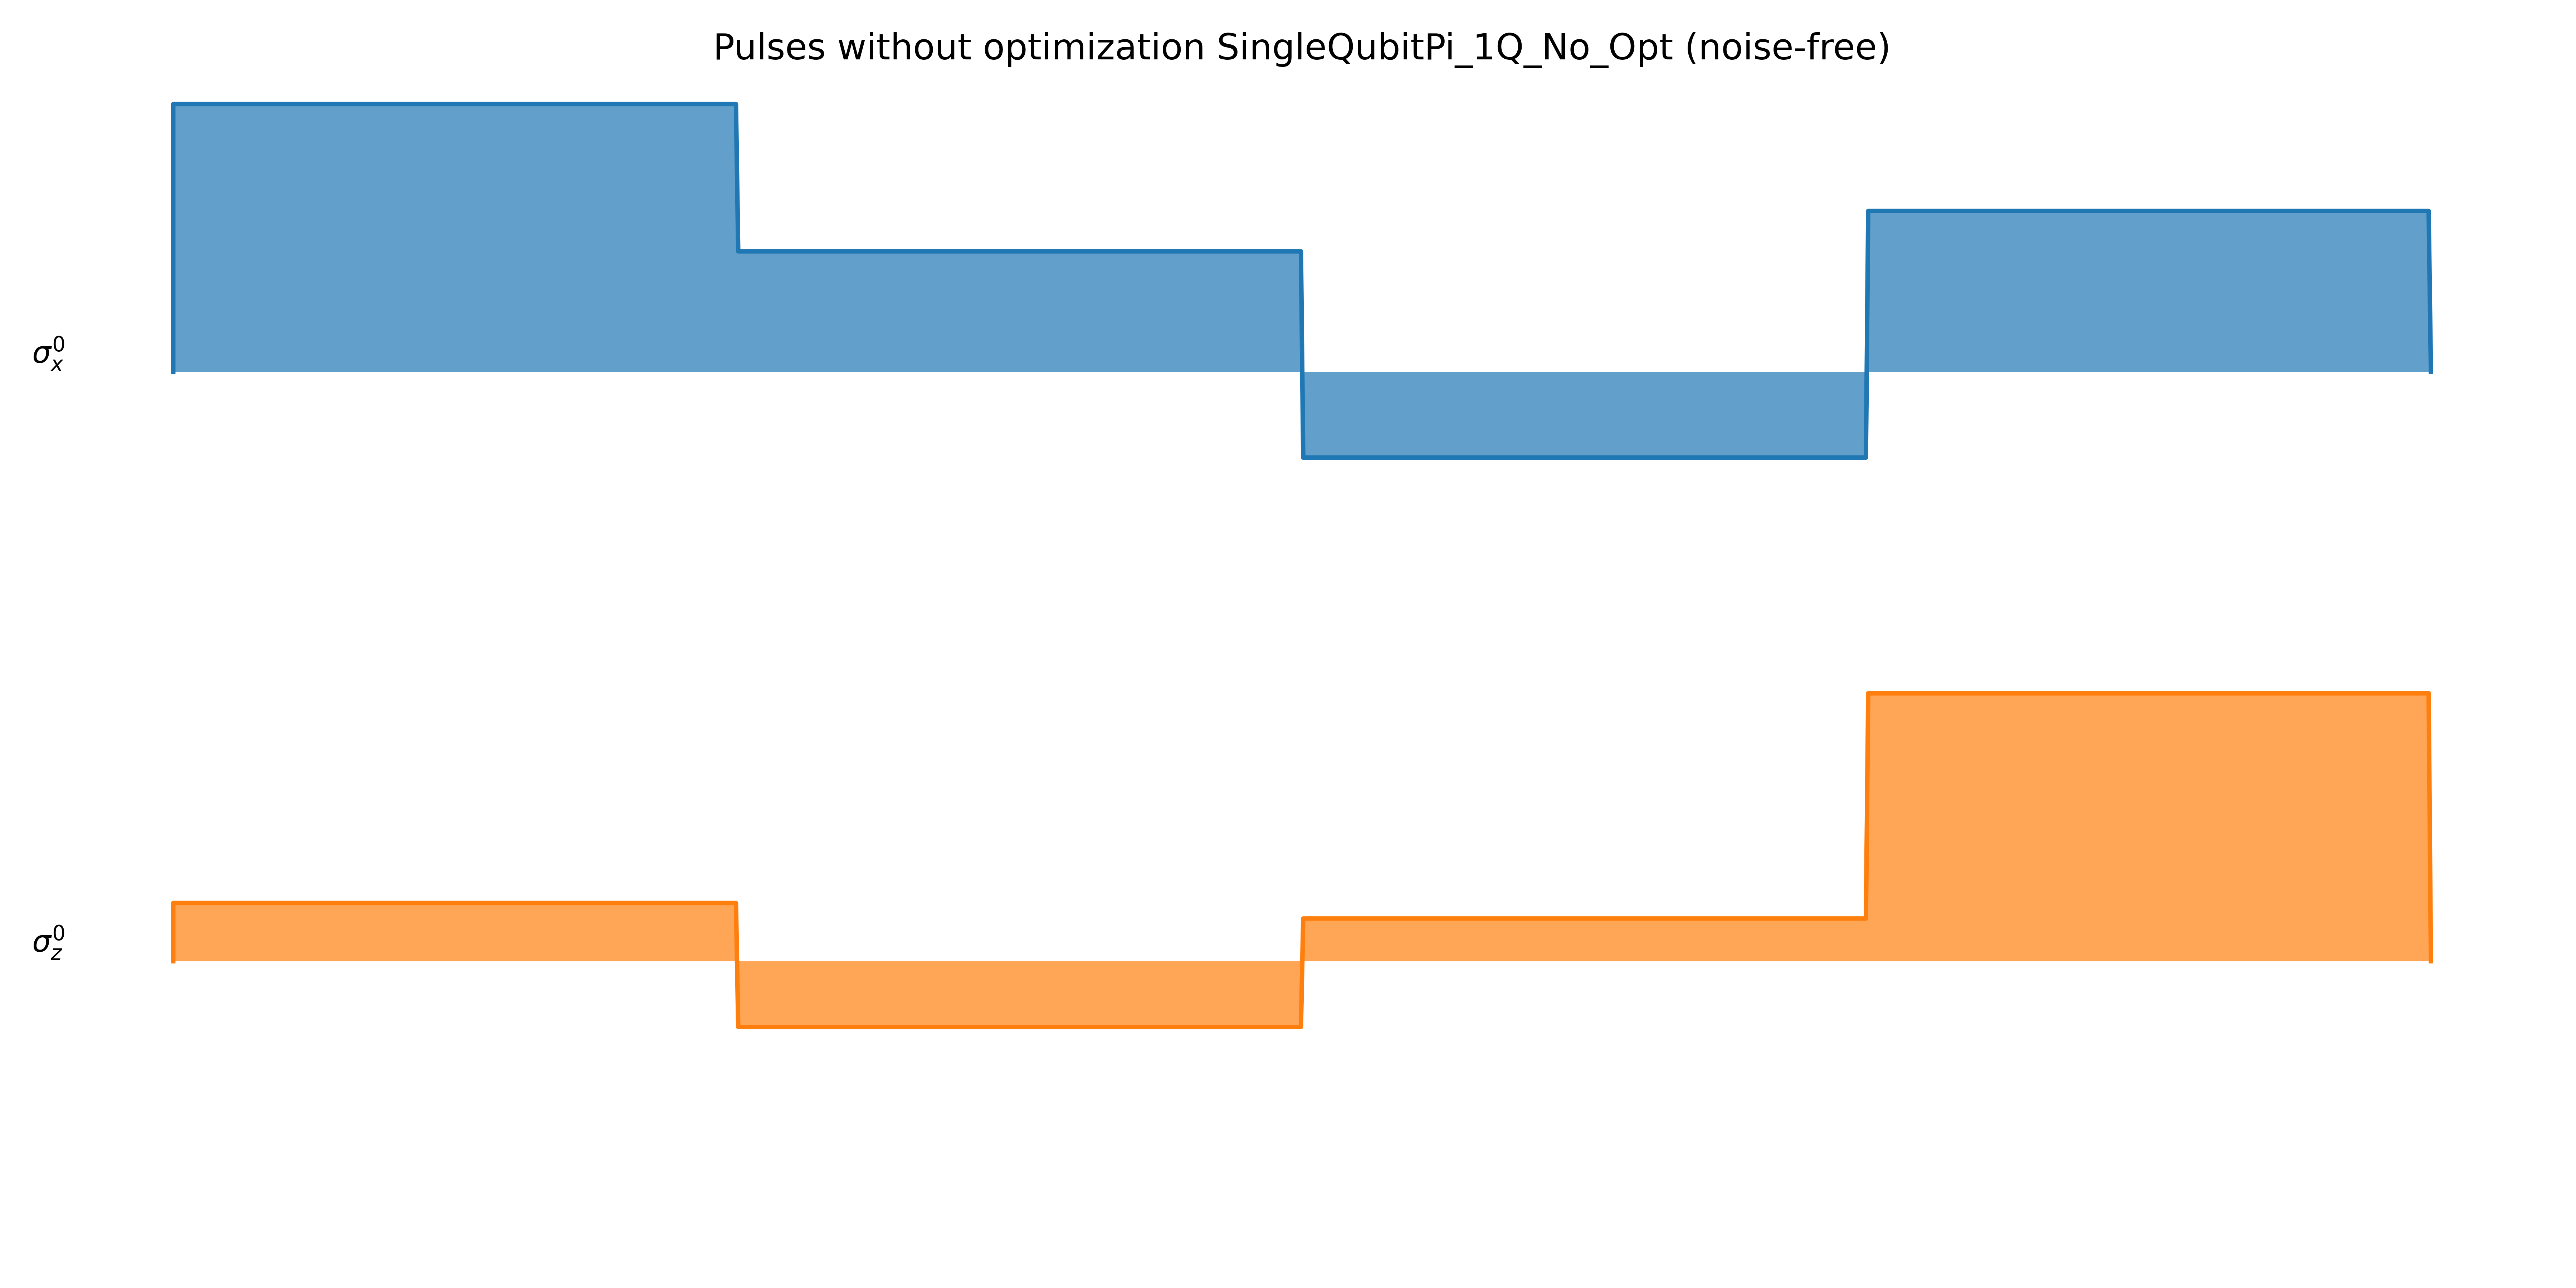 Pulses without optimization SingleQubitPi_1Q_No_Opt (noise-free)
σ_x^0
σ_z^0